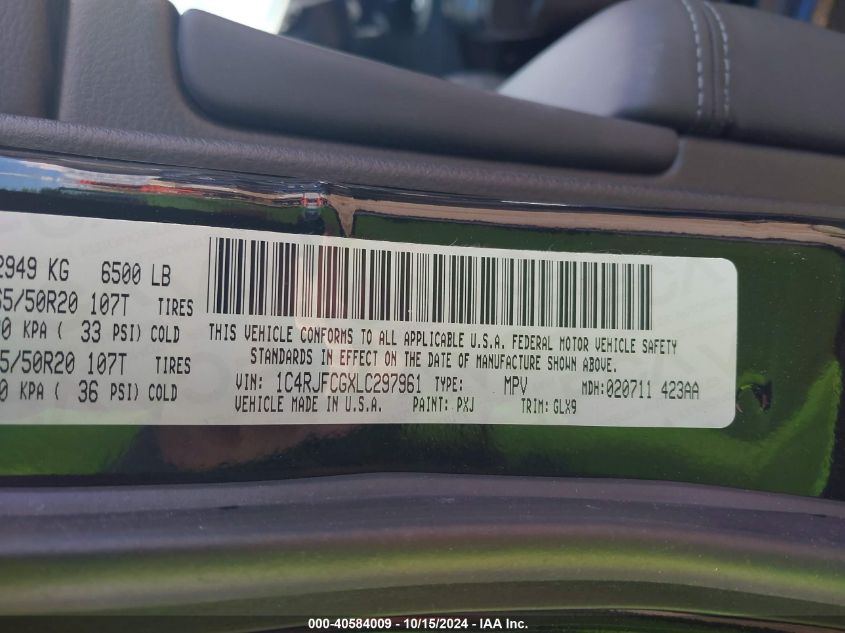 2949 KG 6500 LB
65/50R20 107T TIRES
0 KPA ( 33 PSI) COLD
5/50R20 107T TIRES
0 KPA ( 36 PSI) COLD
THIS VEHICLE CONFORMS TO ALL APPLICABLE U.S.A. FEDERAL MOTOR VEHICLE SAFETY
STANDARDS IN EFFECT ON THE DATE OF MANUFACTURE SHOWN ABOVE.
VIN: 1C4RJFCGXLC297961 TYPE: MPV MDH:020711 423AA
VEHICLE MADE IN U.S.A. PAINT: PXJ TRIM: GLX9
000-40584009 - 10/15/2024 - IAA Inc.